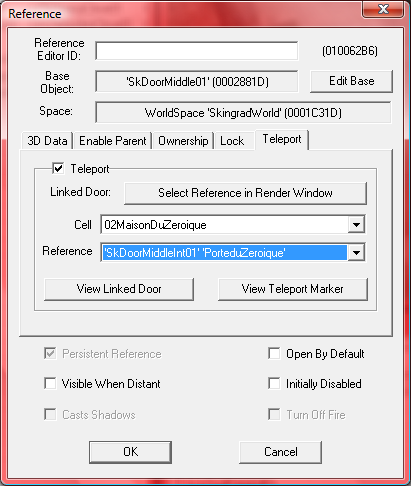 Reference
Reference Editor ID:
(010062B6)
Base Object:
'SkDoorMiddle01' (0002881D)
Edit Base
Space:
WorldSpace 'SkingradWorld' (0001C31D)
3D Data
Enable Parent
Ownership
Lock
Teleport
Teleport
Linked Door:
Select Reference in Render Window
Cell
02MaisonDuZeroique
Reference
'SkDoorMiddleInt01' 'PorteduZeroique'
View Linked Door
View Teleport Marker
Persistent Reference
Open By Default
Visible When Distant
Initially Disabled
Casts Shadows
Turn Off Fire
OK
Cancel